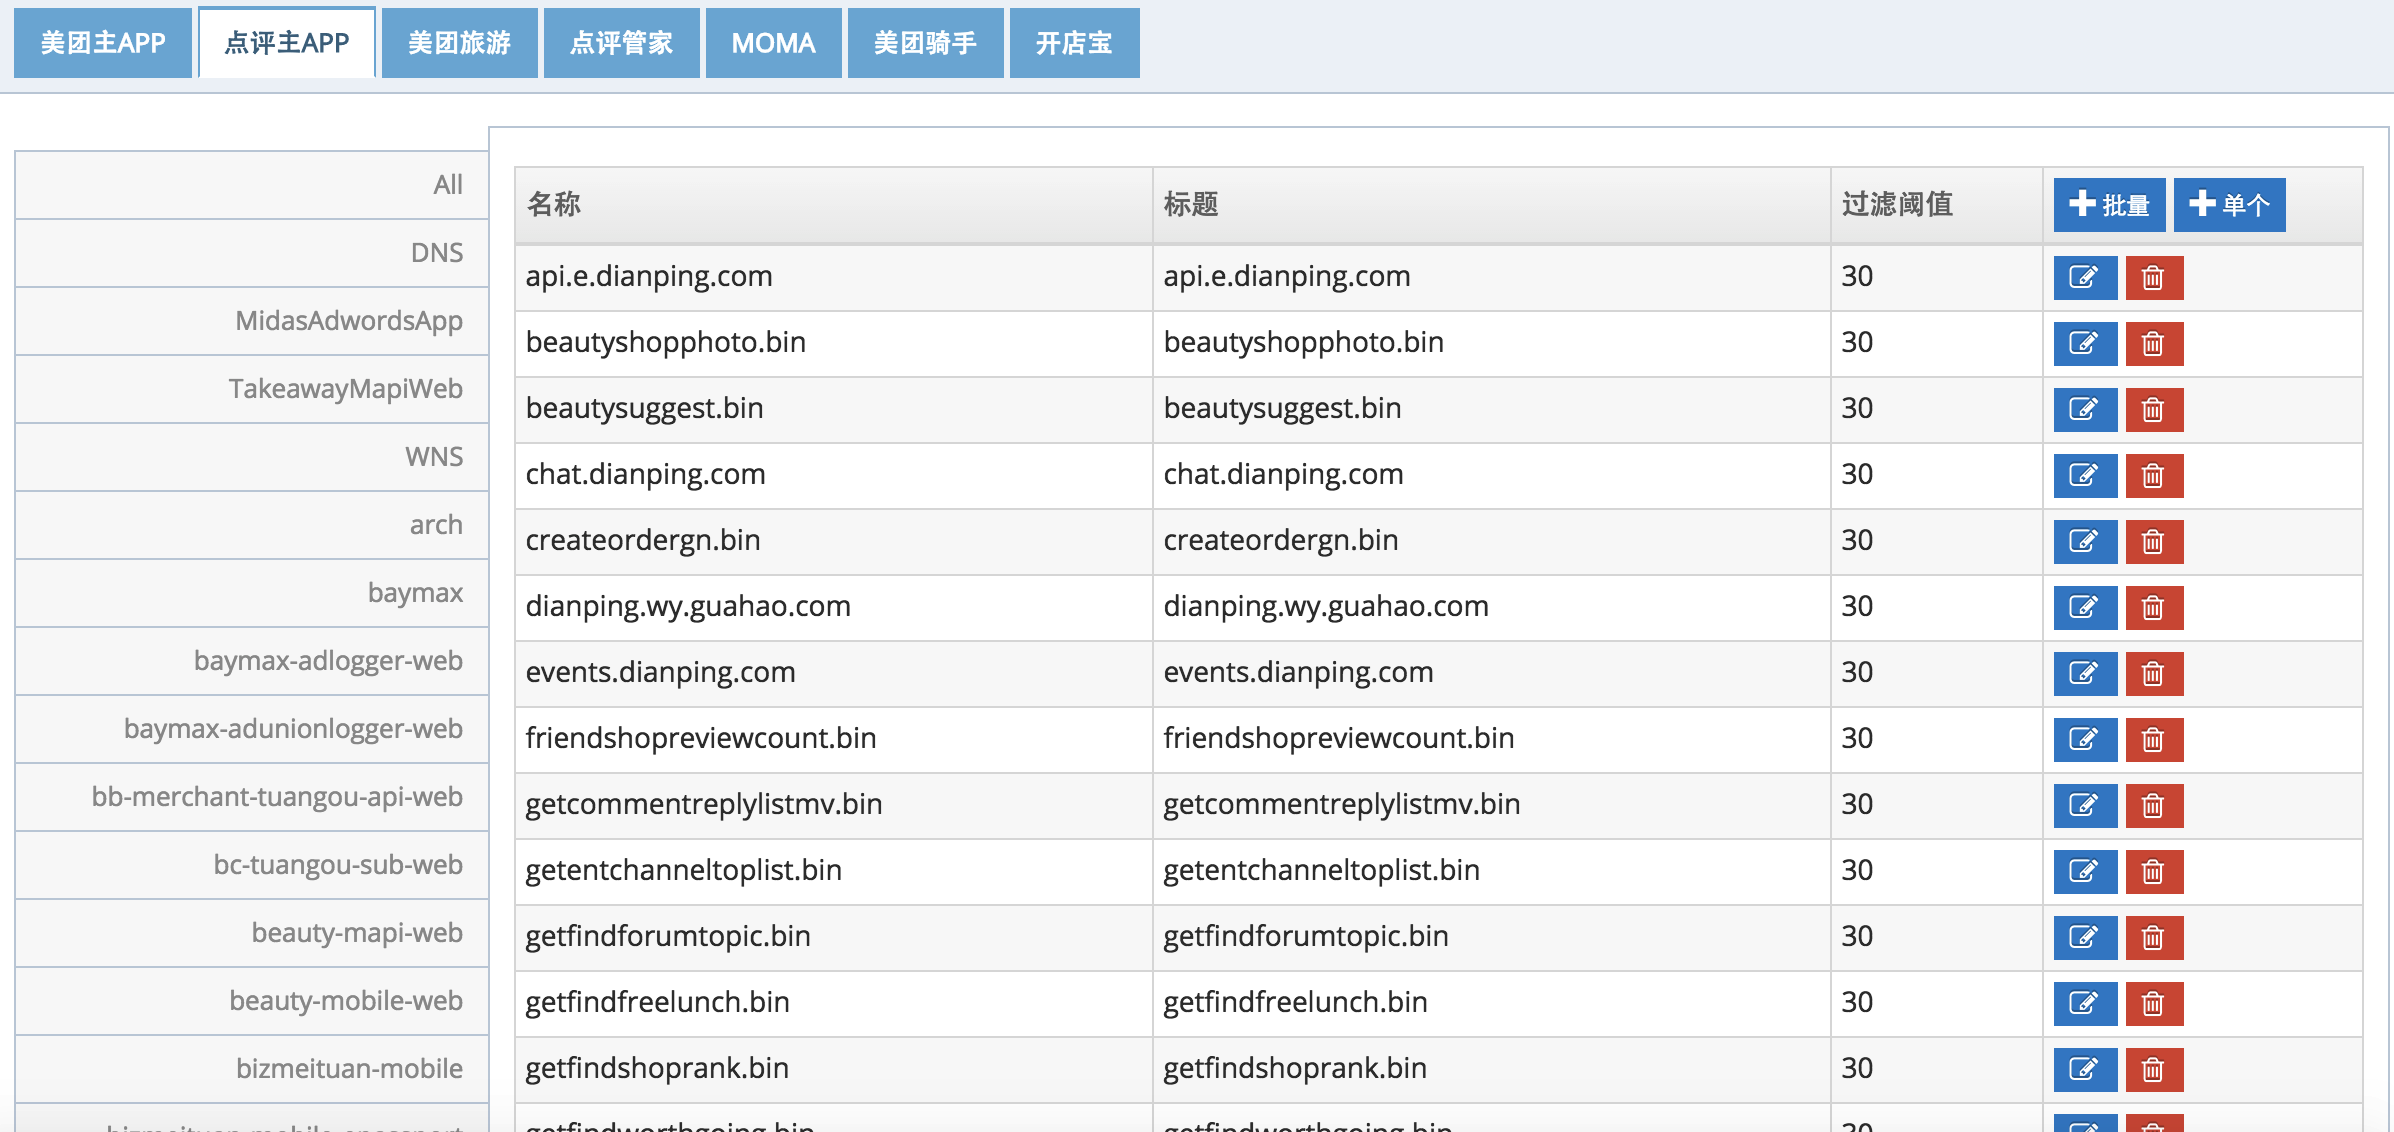 美团主APP 点评主APP 美团旅游 点评管家 MOMA 美团骑手 开店宝
All
DNS
MidasAdwordsApp
TakeawayMapiWeb
WNS
arch
baymax
baymax-adlogger-web
baymax-adunionlogger-web
bb-merchant-tuangou-api-web
bc-tuangou-sub-web
beauty-mapi-web
beauty-mobile-web
bizmeituan-mobile
名称 标题 过滤阈值 批量 单个
api.e.dianping.com api.e.dianping.com 30
beautyshopphoto.bin beautyshopphoto.bin 30
beautysuggest.bin beautysuggest.bin 30
chat.dianping.com chat.dianping.com 30
createordergn.bin createordergn.bin 30
dianping.wy.guahao.com dianping.wy.guahao.com 30
events.dianping.com events.dianping.com 30
friendshopreviewcount.bin friendshopreviewcount.bin 30
getcommentreplylistmv.bin getcommentreplylistmv.bin 30
getentchanneltoplist.bin getentchanneltoplist.bin 30
getfindforumtopic.bin getfindforumtopic.bin 30
getfindfreelunch.bin getfindfreelunch.bin 30
getfindshoprank.bin getfindshoprank.bin 30
getfindworthgoing.bin getfindworthgoing.bin 30